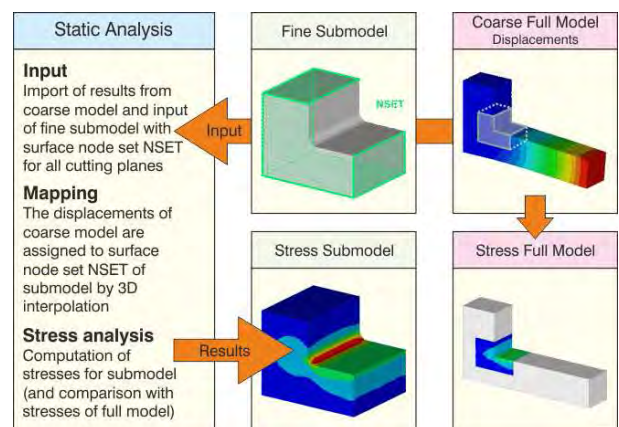 Static Analysis
Input
Import of results from
coarse model and input
of fine submodel with
surface node set NSET
for all cutting planes
Mapping
The displacements of
coarse model are
assigned to surface
node set NSET of
submodel by 3D
interpolation
Stress analysis
Computation of
stresses for submodel
(and comparison with
stresses of full model)
Input
Results
Fine Submodel
NSET
Coarse Full Model
Displacements
Stress Submodel
Stress Full Model